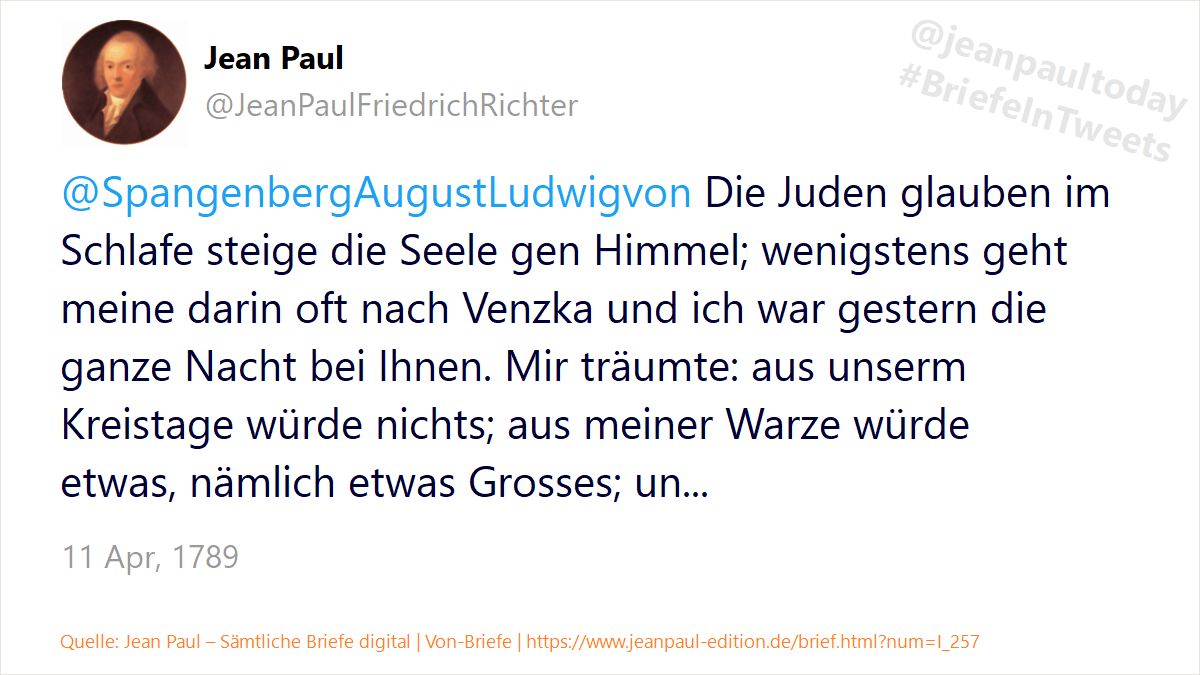 Jean Paul
@JeanPaulFriedrichRichter
@jeanpaultoday
#BriefeInTweets
@SpangenbergAugustLudwigvon Die Juden glauben im
Schlafe steige die Seele gen Himmel; wenigstens geht
meine darin oft nach Venzka und ich war gestern die
ganze Nacht bei Ihnen. Mir träumte: aus unserm
Kreistage würde nichts; aus meiner Warze würde
etwas, nämlich etwas Grosses; un...
11 Apr, 1789
Quelle: Jean Paul – Sämtliche Briefe digital | Von-Briefe | https://www.jeanpaul-edition.de/brief.html?num=I_257